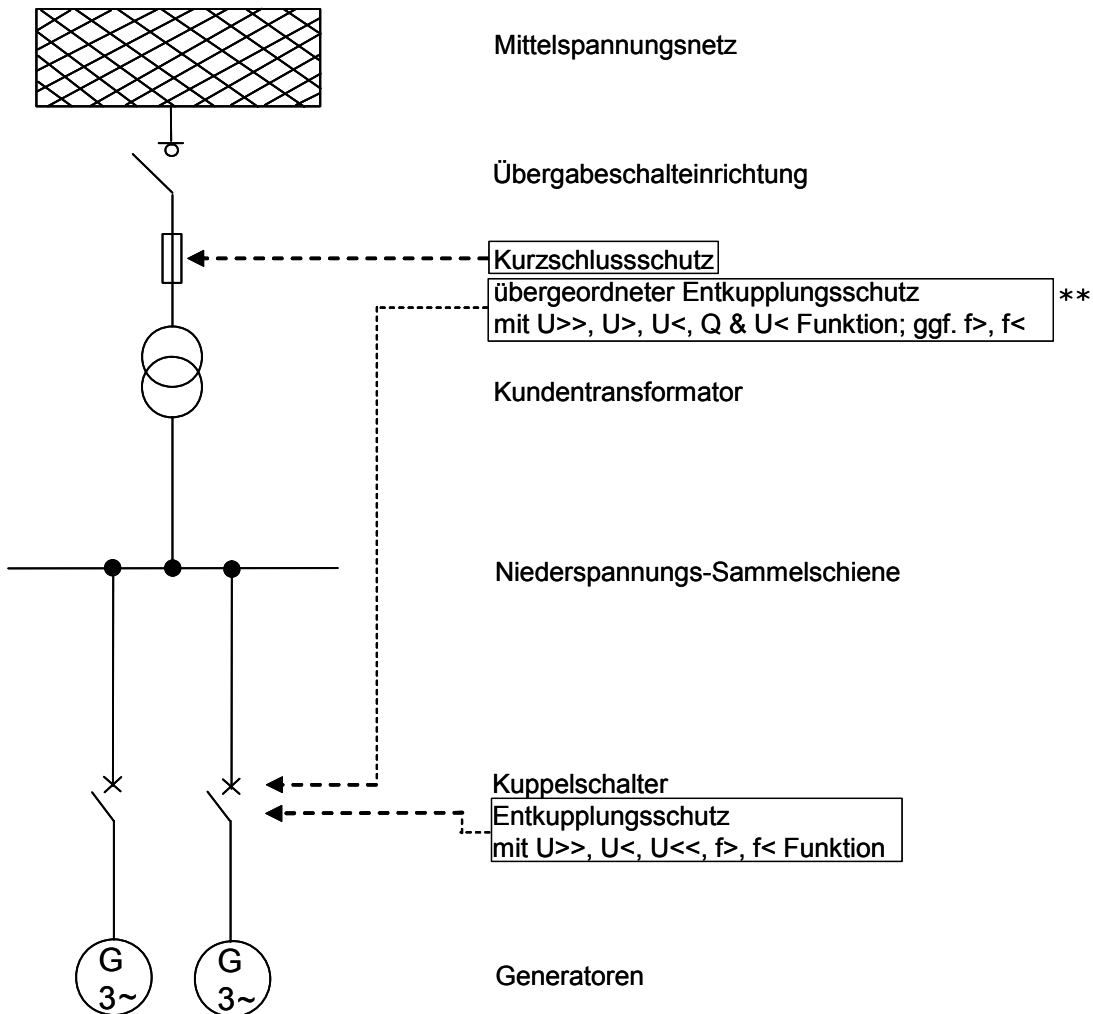 Mittelspannungsnetz
Übergabeschalteinrichtung
Kurzschlussschutz
übergeordneter Entkupplungsschutz **
mit U>>, U>, U<, Q & U< Funktion; ggf. f>, f<
Kundentransformator
Niederspannungs-Sammelschiene
Kuppelschalter
Entkupplungsschutz
mit U>>, U<, U<<, f>, f< Funktion
G G
3~ 3~
Generatoren